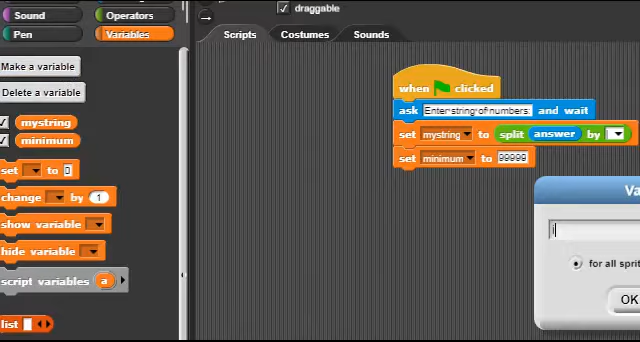 draggable
Sound
Operators
Pen
Variables
Scripts
Costumes
Sounds
Make a variable
Delete a variable
mystring
minimum
set to 0
change by 1
show variable
hide variable
script variables a
list
when clicked
ask Enter string of numbers: and wait
set mystring to split answer by
set minimum to 99999
Va
i
for all sprit
OK